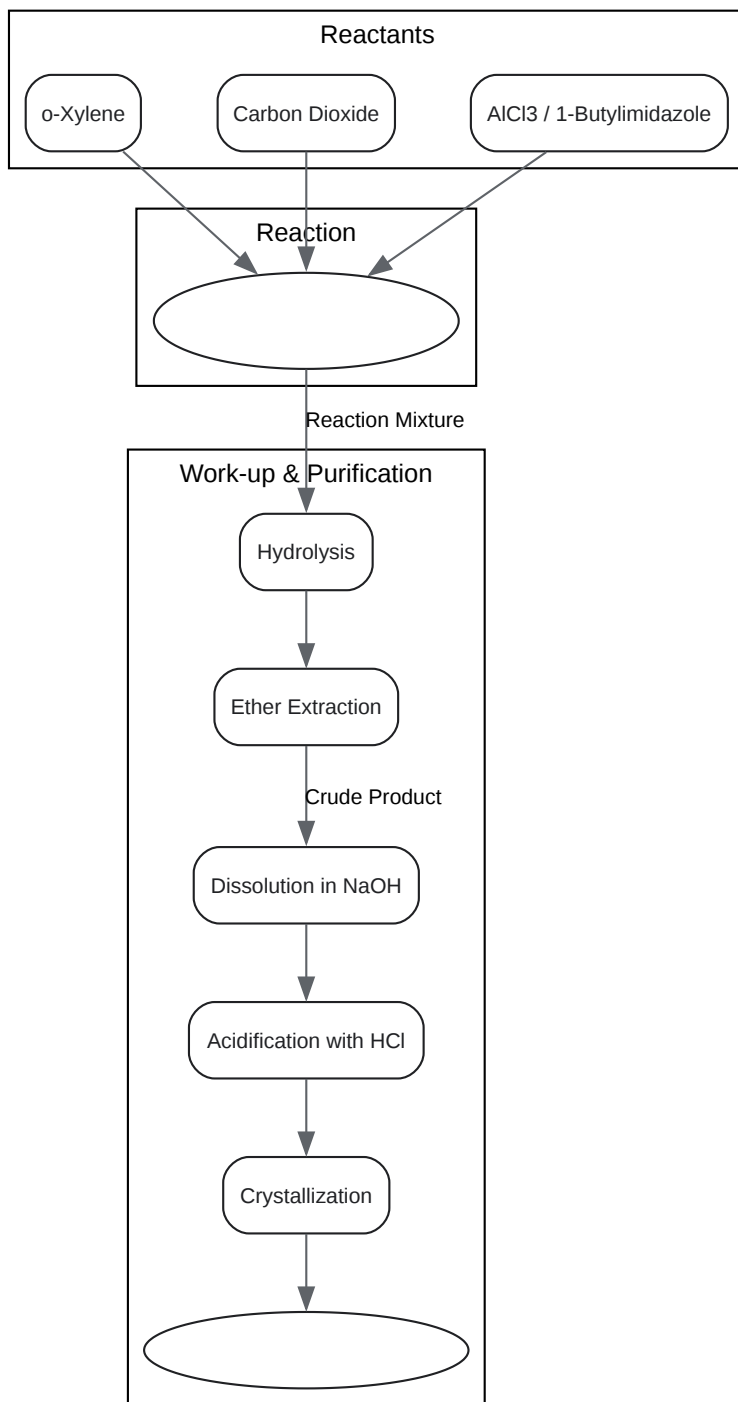 Reactants
o-Xylene
Carbon Dioxide
AlCl3 / 1-Butylimidazole
Reaction
Reaction Mixture
Work-up & Purification
Hydrolysis
Ether Extraction
Crude Product
Dissolution in NaOH
Acidification with HCl
Crystallization